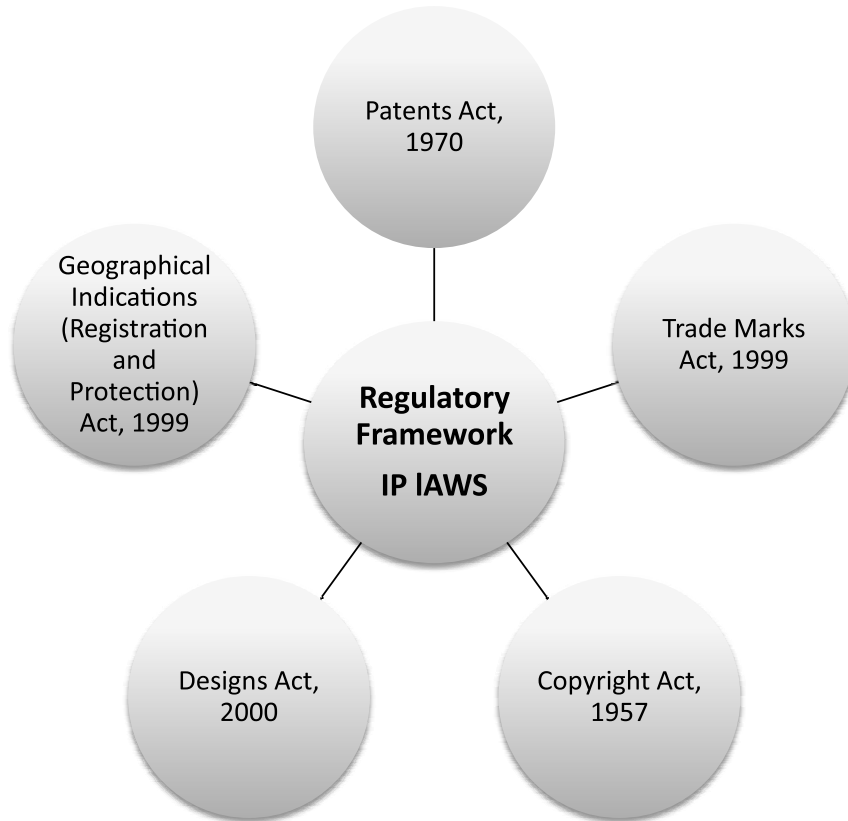 Patents Act,
1970
Geographical
Indications
(Registration
and
Protection)
Act, 1999
Trade Marks
Act, 1999
Regulatory
Framework
IP lAWS
Designs Act,
2000
Copyright Act,
1957